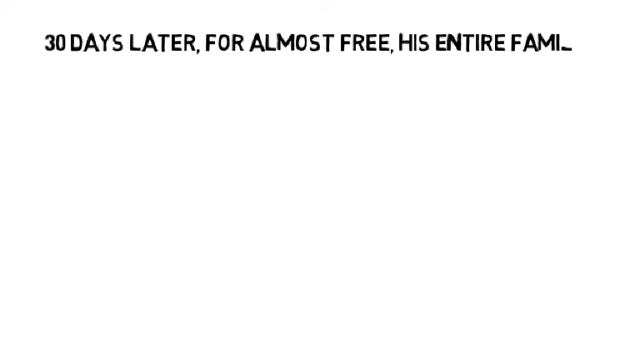 30 DAYS LATER, FOR ALMOST FREE, HIS ENTIRE FAMI